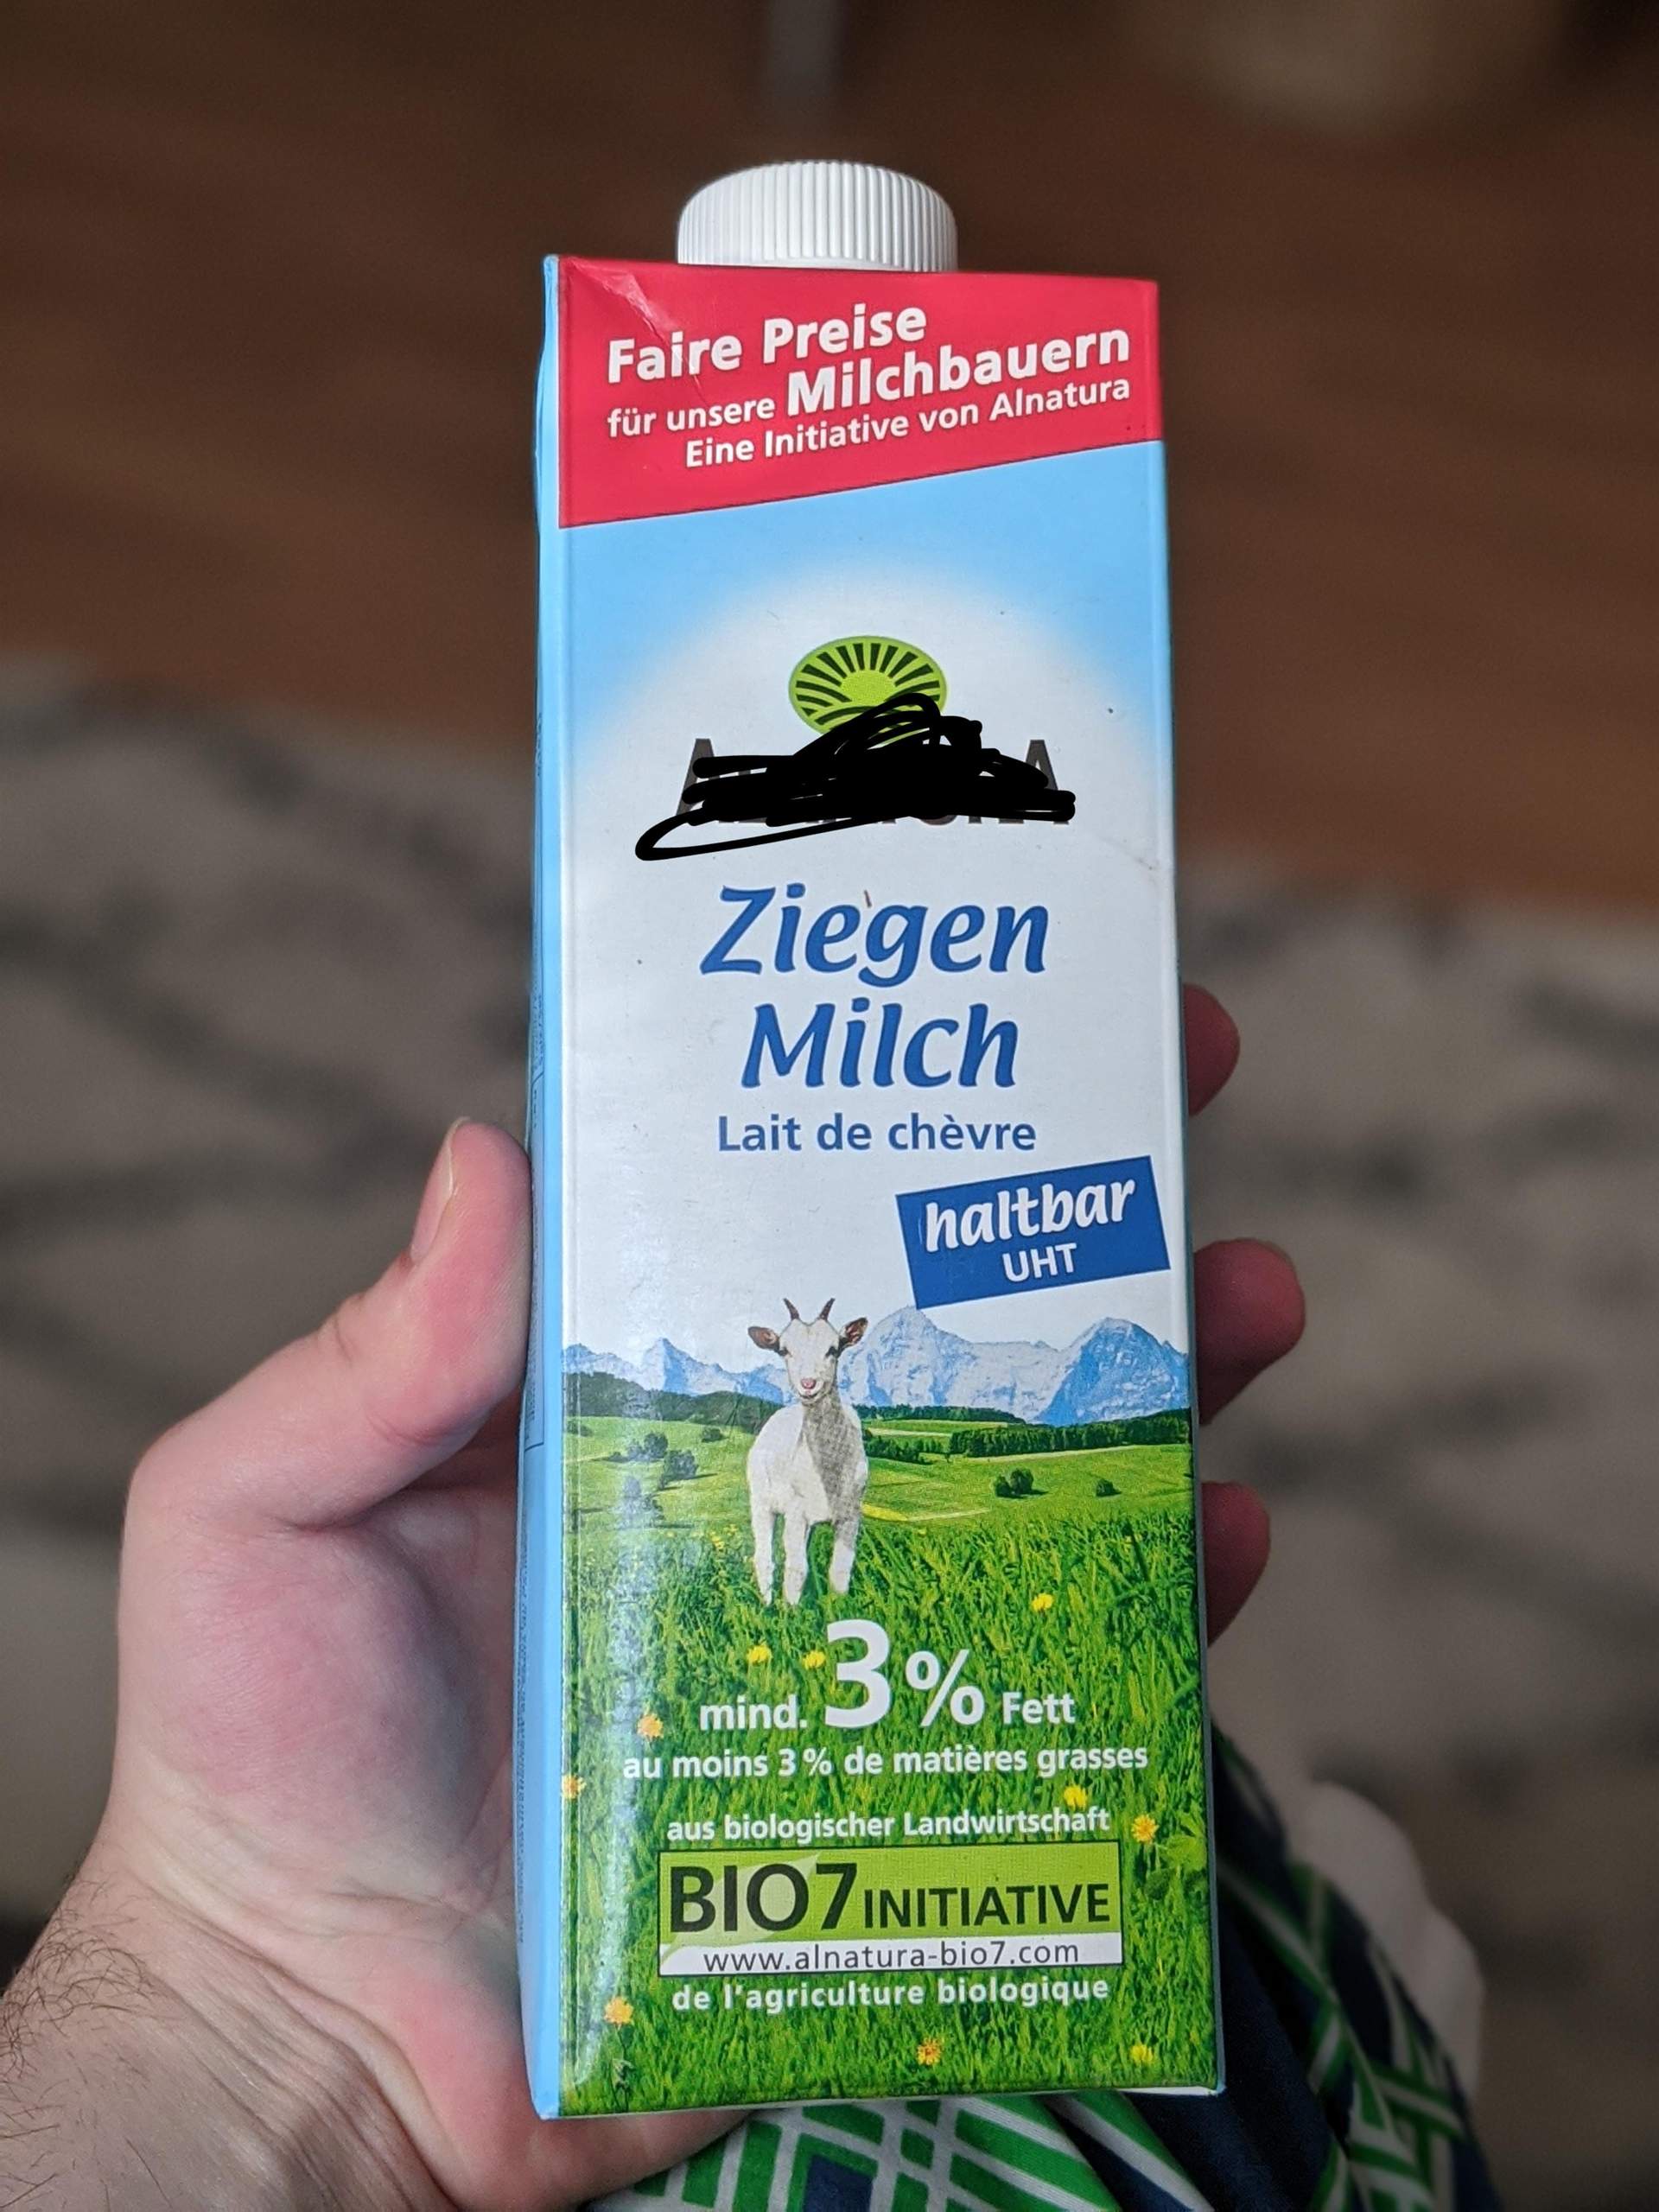 Faire Preise
für unsere Milchbauern
Eine Initiative von Alnatura
Ziegen
Milch
Lait de chèvre
haltbar
UHT
mind. 3% Fett
au moins 3% de matières grasses
aus biologischer Landwirtschaft
BIO7 INITIATIVE
www.alnatura-bio7.com
de l'agriculture biologique